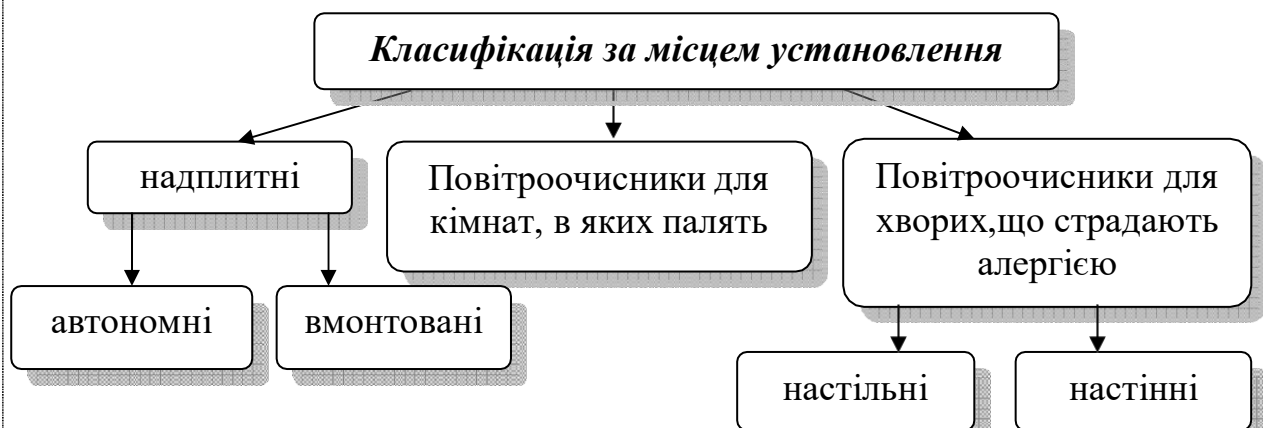 Класифікація за місцем установлення
надплитні
Повітроочисники для
кімнат, в яких палять
Повітроочисники для
хворих,що страдають
алергією
автономні
вмонтовані
настільні
настінні